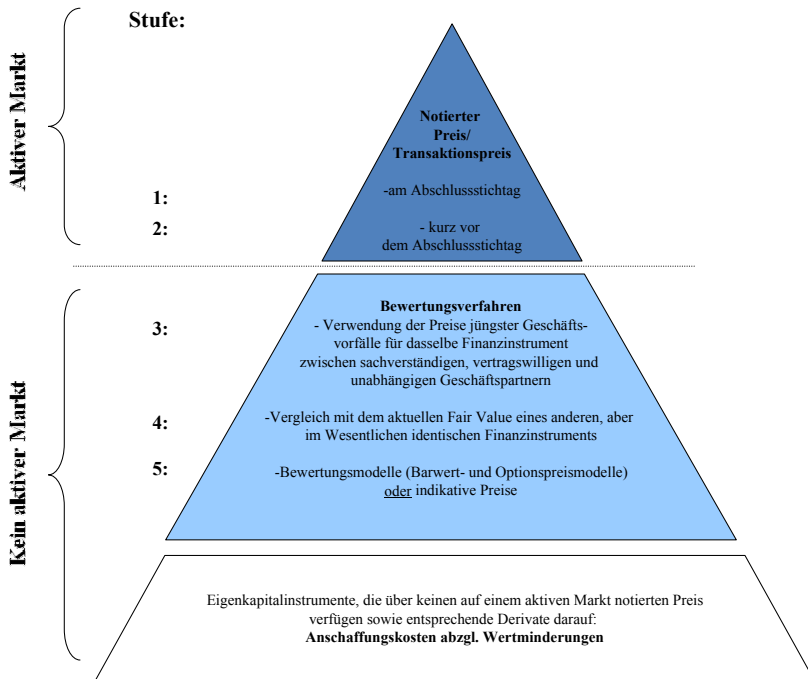 Stufe:
Aktiver Markt
Notierter
Preis/
Transaktionspreis
1:
-am Abschlussstichtag
2:
- kurz vor
dem Abschlussstichtag
Kein aktiver Markt
Bewertungsverfahren
3:
- Verwendung der Preise jüngster Geschäfts-
vorfälle für dasselbe Finanzinstrument
zwischen sachverständigen, vertragswilligen und
unabhängigen Geschäftspartnern
4:
-Vergleich mit dem aktuellen Fair Value eines anderen, aber
im Wesentlichen identischen Finanzinstruments
5:
-Bewertungsmodelle (Barwert- und Optionspreismodelle)
oder indikative Preise
Eigenkapitalinstrumente, die über keinen auf einem aktiven Markt notierten Preis
verfügen sowie entsprechende Derivate darauf:
Anschaffungskosten abzgl. Wertminderungen